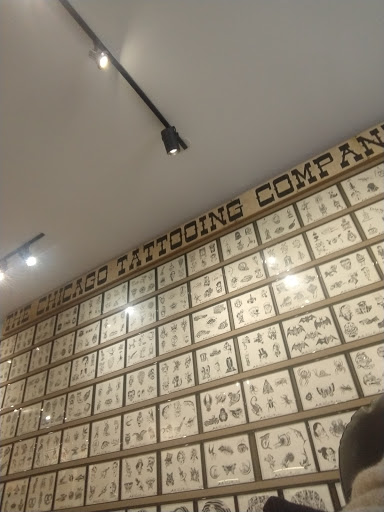 THE CHICAGO TATTOOING COMPAN